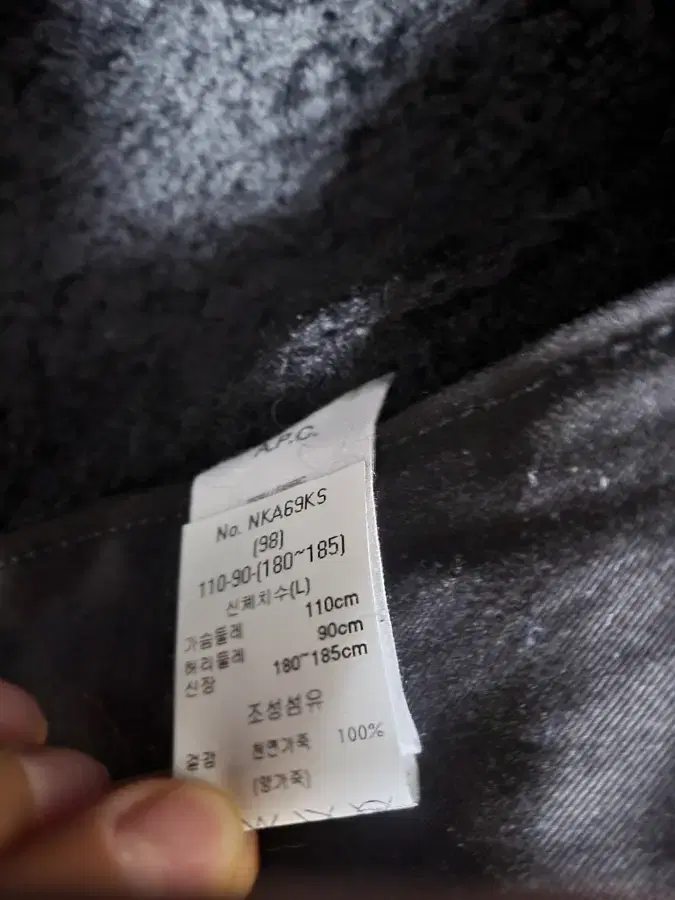 A.P.C.
No. NKA69KS
(98)
110-90-(180~185)
신체치수(L)
가슴둘레 110cm
허리둘레 90cm
신장 180~185cm
조성섬유
겉감 천연가죽 100%
(양가죽)